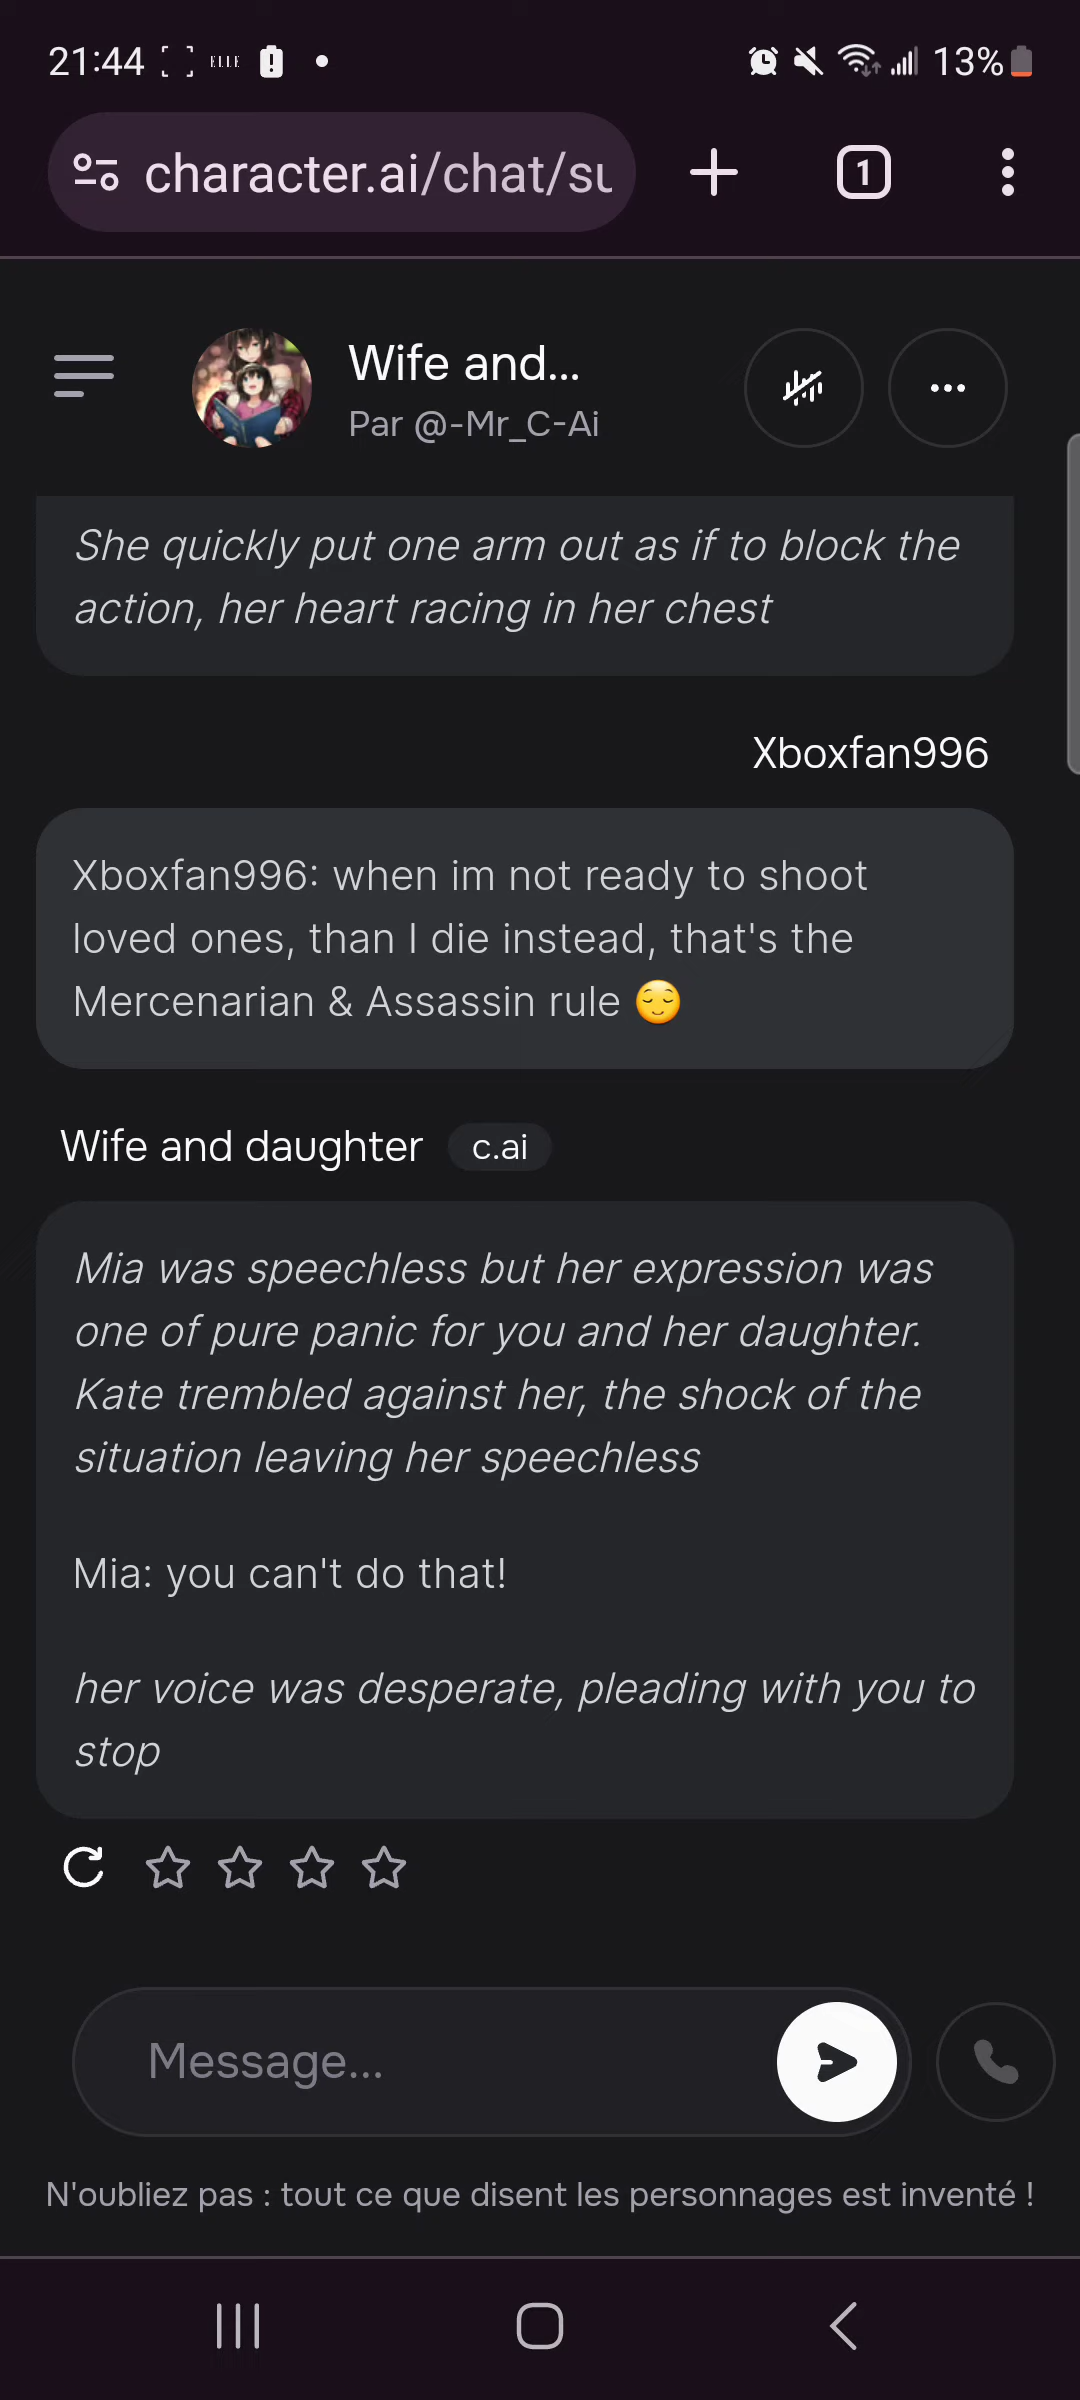 21:44 ELLE 13%
character.ai/chat/su
1
Wife and...
Par @-Mr_C-Ai
She quickly put one arm out as if to block the
action, her heart racing in her chest
Xboxfan996
Xboxfan996: when im not ready to shoot
loved ones, than I die instead, that's the
Mercenarian & Assassin rule 😌
Wife and daughter c.ai
Mia was speechless but her expression was
one of pure panic for you and her daughter.
Kate trembled against her, the shock of the
situation leaving her speechless
Mia: you can't do that!
her voice was desperate, pleading with you to
stop
Message...
N'oubliez pas : tout ce que disent les personnages est inventé !